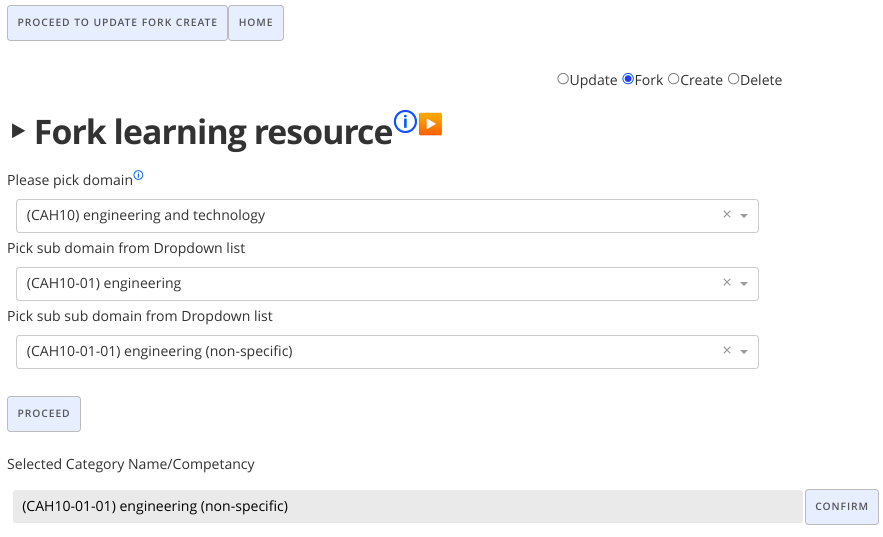 PROCEED TO UPDATE FORK CREATE HOME
Update Fork Create Delete
Fork learning resource
Please pick domain
(CAH10) engineering and technology
Pick sub domain from Dropdown list
(CAH10-01) engineering
Pick sub sub domain from Dropdown list
(CAH10-01-01) engineering (non-specific)
PROCEED
Selected Category Name/Competancy
(CAH10-01-01) engineering (non-specific) CONFIRM